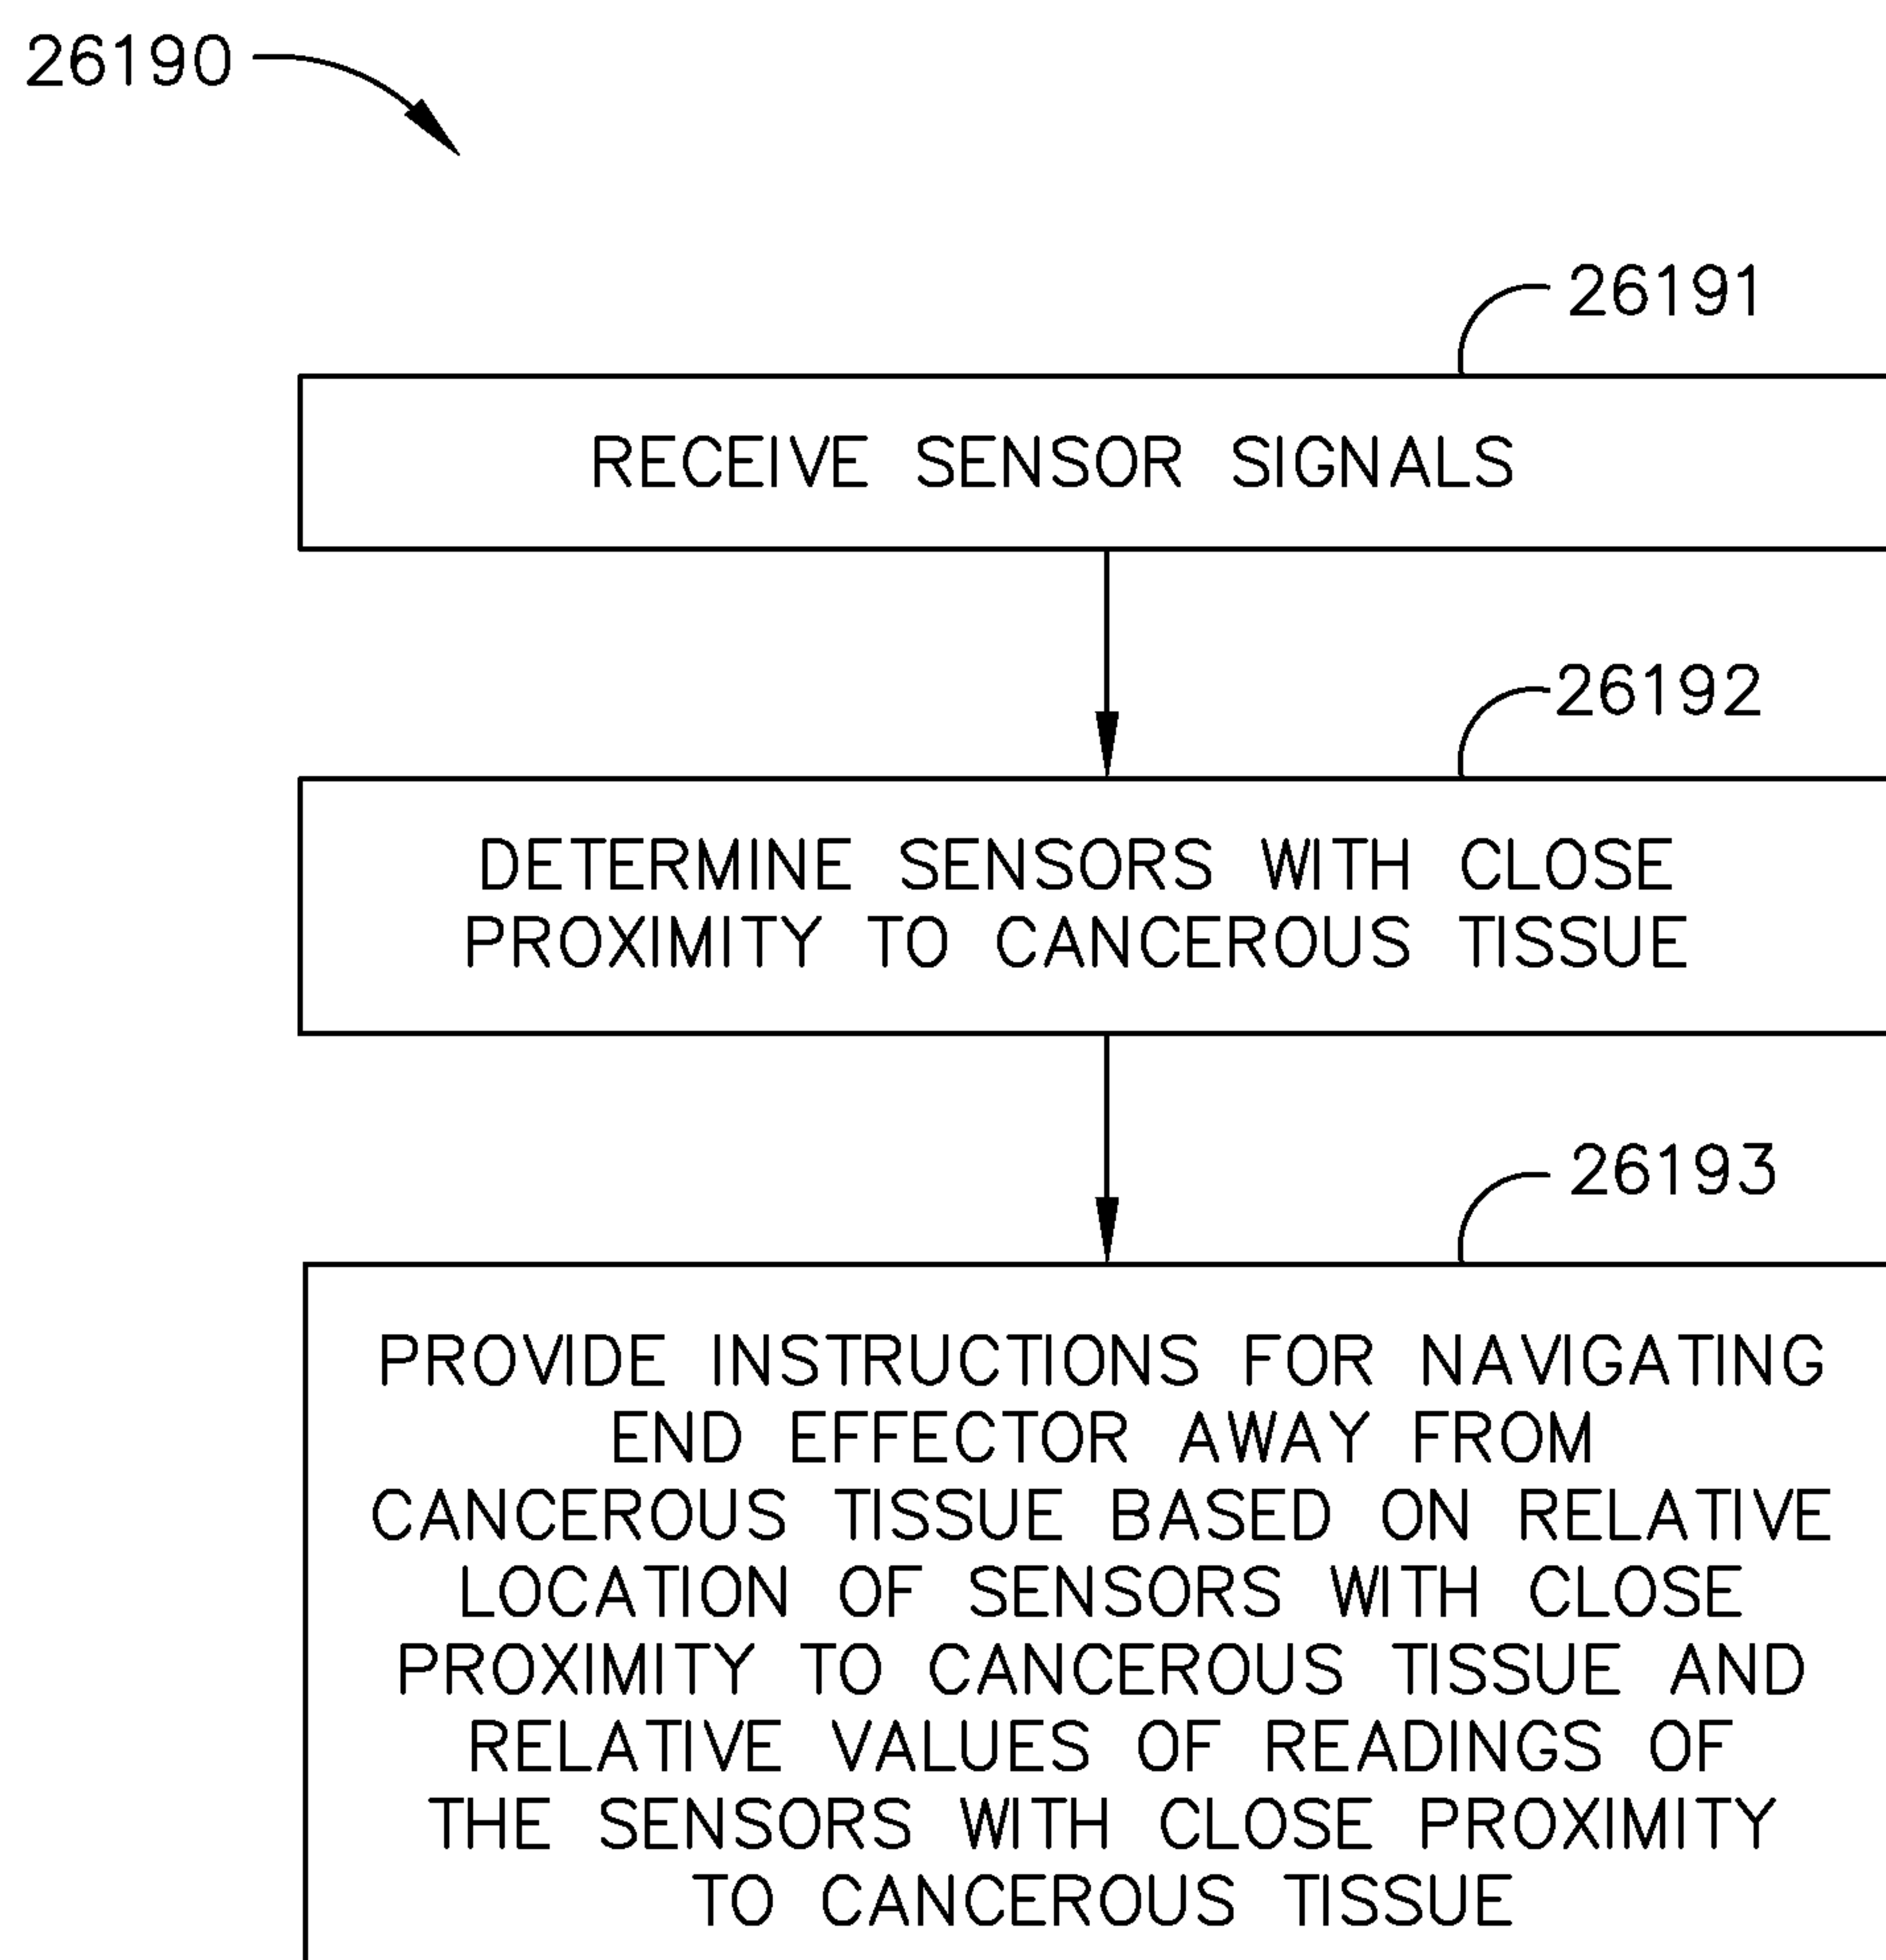 26190
26191
RECEIVE SENSOR SIGNALS
26192
DETERMINE SENSORS WITH CLOSE
PROXIMITY TO CANCEROUS TISSUE
26193
PROVIDE INSTRUCTIONS FOR NAVIGATING
END EFFECTOR AWAY FROM
CANCEROUS TISSUE BASED ON RELATIVE
LOCATION OF SENSORS WITH CLOSE
PROXIMITY TO CANCEROUS TISSUE AND
RELATIVE VALUES OF READINGS OF
THE SENSORS WITH CLOSE PROXIMITY
TO CANCEROUS TISSUE